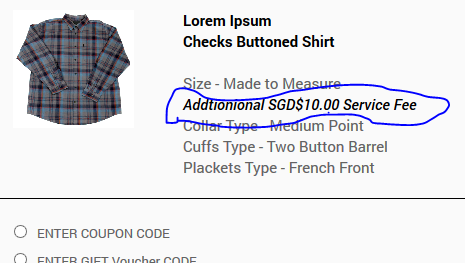 Lorem Ipsum
Checks Buttoned Shirt
Size - Made to Measure
Addtionional SGD$10.00 Service Fee
Collar Type - Medium Point
Cuffs Type - Two Button Barrel
Plackets Type - French Front
ENTER COUPON CODE
ENTER GIFT Voucher CODE